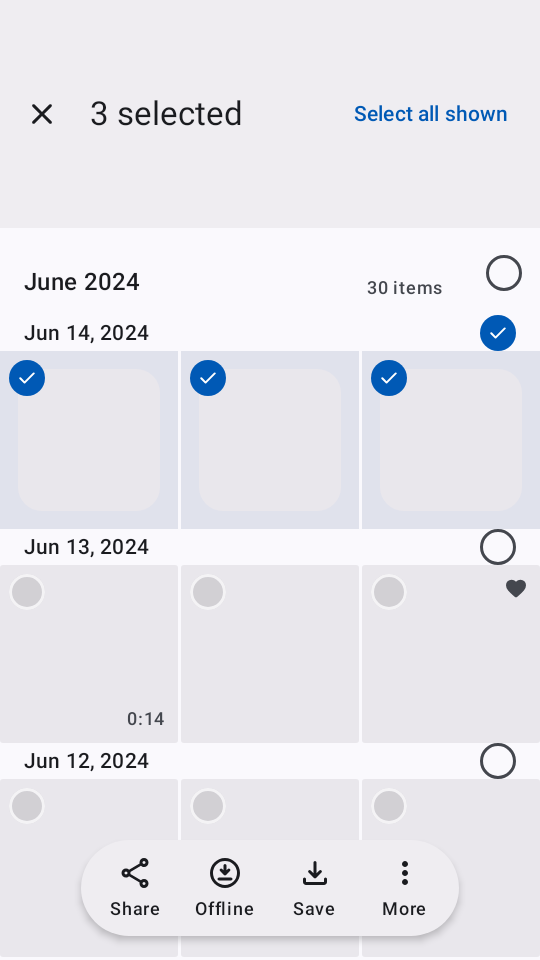 3 selected
Select all shown
June 2024
30 items
Jun 14, 2024
Jun 13, 2024
0:14
Jun 12, 2024
Share
Offline
Save
More